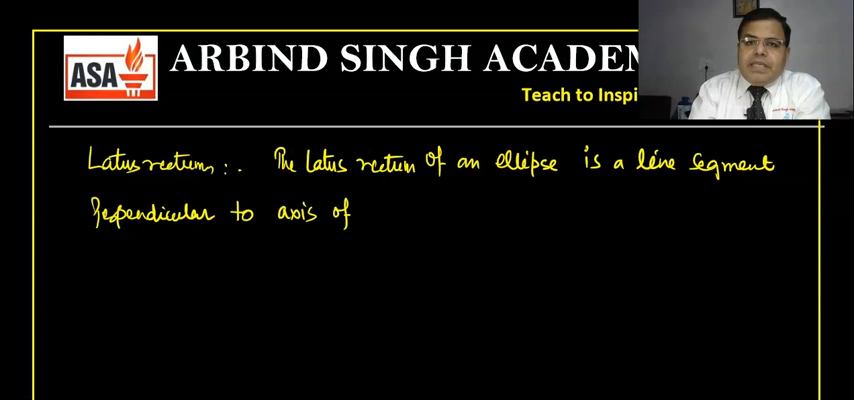 ASA
ARBIND SINGH ACADEM
Teach to Inspi
Latus rectum:. The Latus rectum of an ellipse is a line segment
Perpendicular to axis of